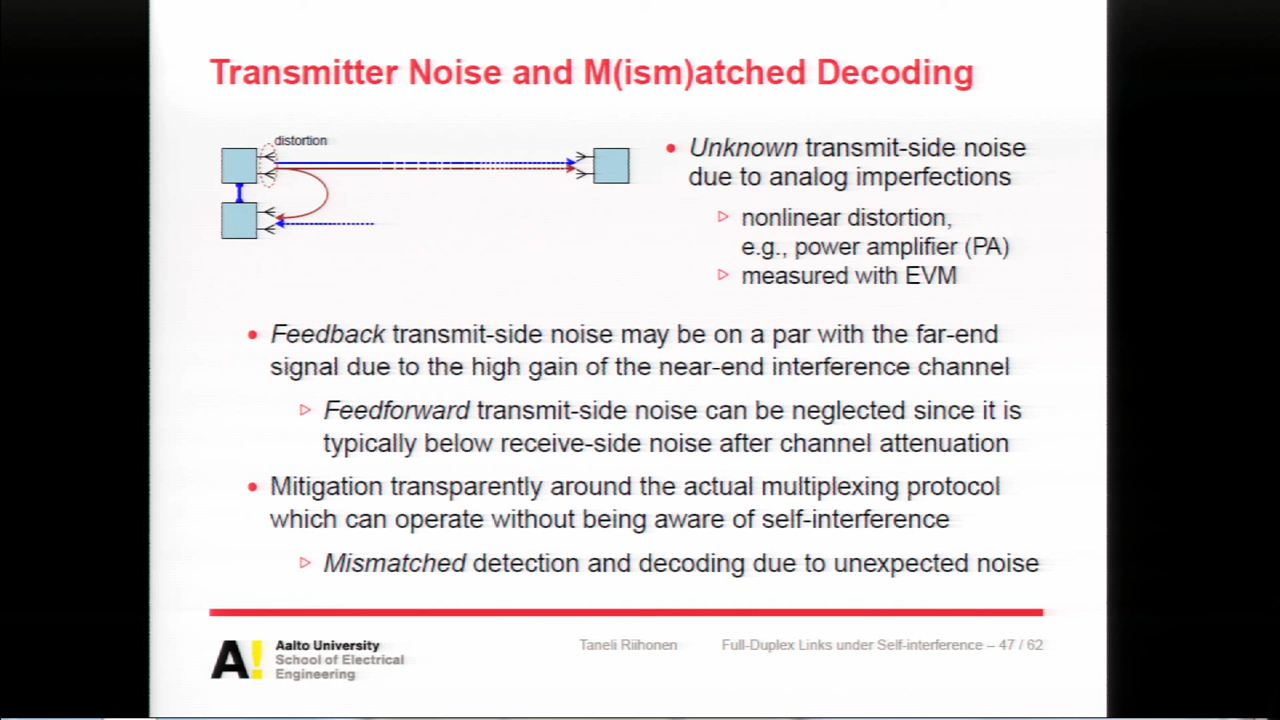 Transmitter Noise and M(ism)atched Decoding
distortion
• Unknown transmit-side noise
due to analog imperfections
▷ nonlinear distortion,
e.g., power amplifier (PA)
▷ measured with EVM
• Feedback transmit-side noise may be on a par with the far-end
signal due to the high gain of the near-end interference channel
▷ Feedforward transmit-side noise can be neglected since it is
typically below receive-side noise after channel attenuation
• Mitigation transparently around the actual multiplexing protocol
which can operate without being aware of self-interference
▷ Mismatched detection and decoding due to unexpected noise
A!
Aalto University
School of Electrical
Engineering
Taneli Riihonen
Full-Duplex Links under Self-interference – 47 / 62